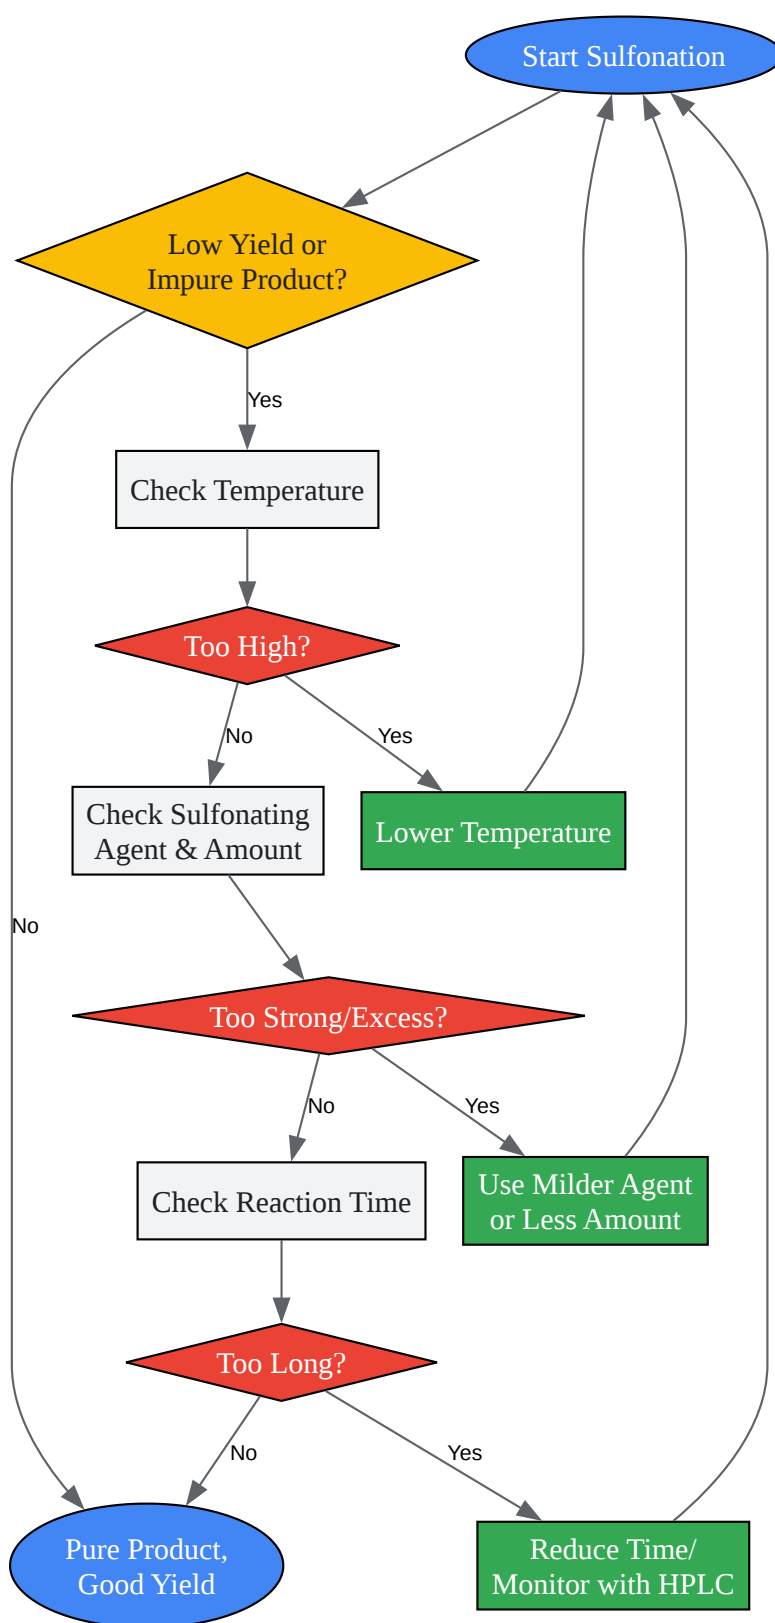 Start Sulfonation
Low Yield or
Impure Product?
Yes
Check Temperature
Too High?
No
Yes
Check Sulfonating
Agent & Amount
Lower Temperature
No
Too Strong/Excess?
No
Yes
Check Reaction Time
Use Milder Agent
or Less Amount
Too Long?
No
Yes
Pure Product,
Good Yield
Reduce Time/
Monitor with HPLC